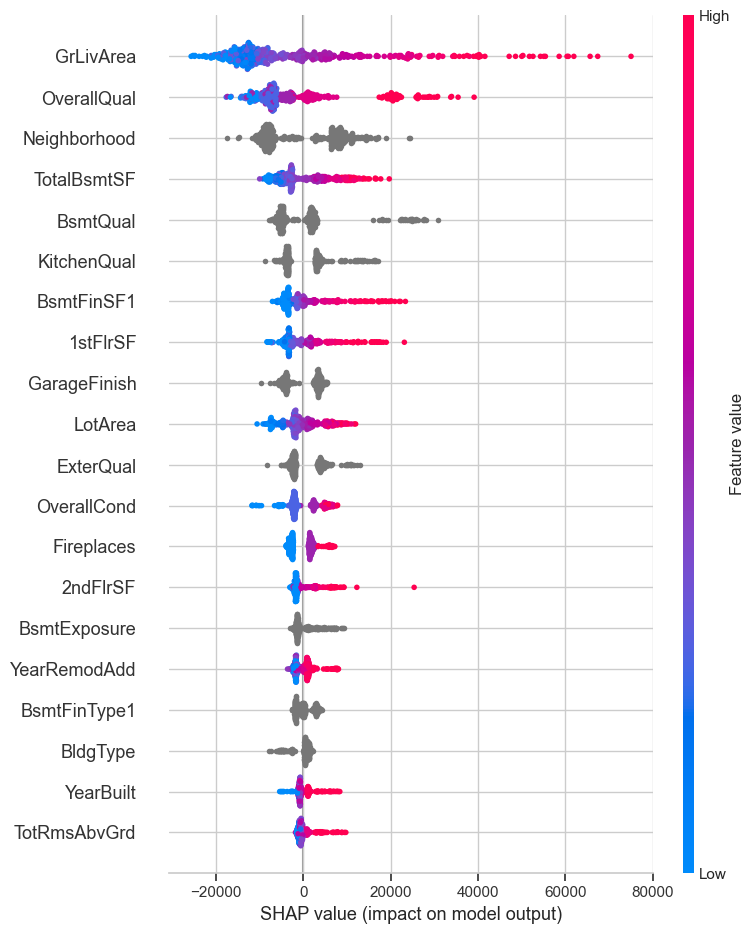 High
GrLivArea
OverallQual
Neighborhood
TotalBsmtSF
BsmtQual
KitchenQual
BsmtFinSF1
1stFlrSF
GarageFinish
LotArea
ExterQual
OverallCond
Fireplaces
2ndFlrSF
BsmtExposure
YearRemodAdd
BsmtFinType1
BldgType
YearBuilt
TotRmsAbvGrd
Feature value
Low
−20000 0 20000 40000 60000 80000
SHAP value (impact on model output)